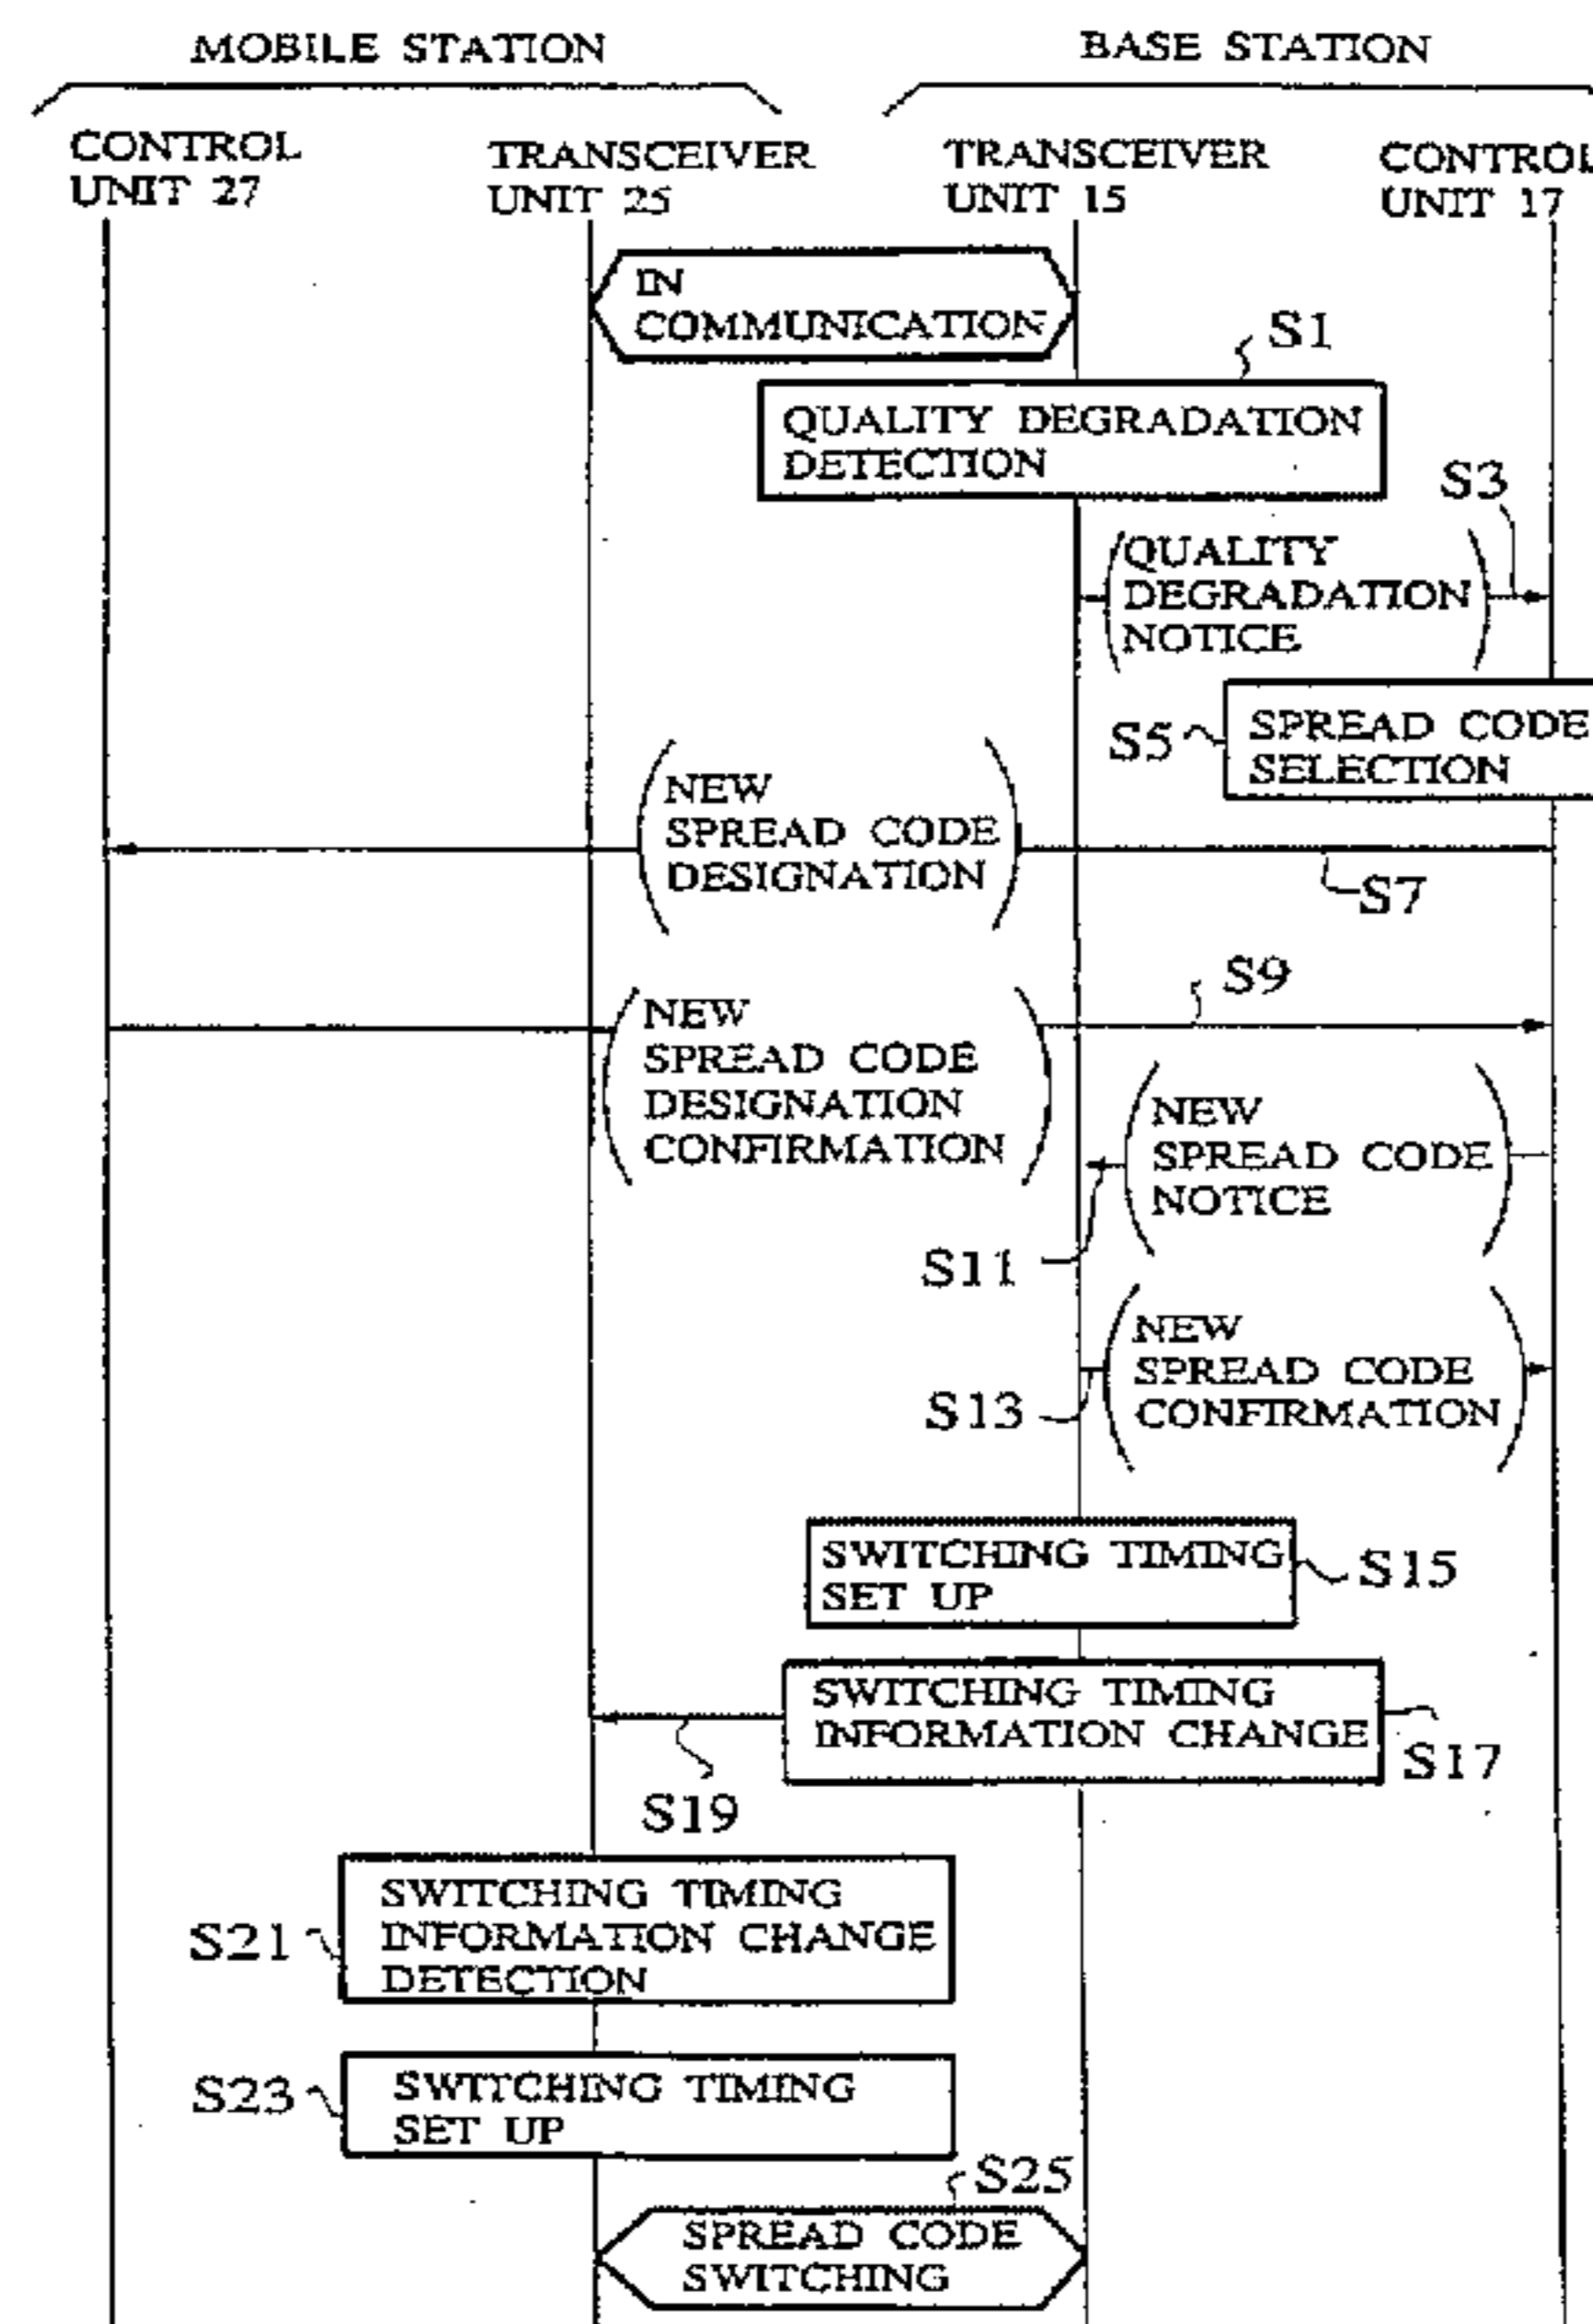 MOBILE STATION
BASE STATION
CONTROL
UNIT 27
TRANSCEIVER
UNIT 25
TRANSCEIVER
UNIT 15
CONTROL
UNIT 17
IN
COMMUNICATION
S1
QUALITY DEGRADATION
DETECTION
S3
QUALITY
DEGRADATION
NOTICE
S5
SPREAD CODE
SELECTION
NEW
SPREAD CODE
DESIGNATION
S7
S9
NEW
SPREAD CODE
DESIGNATION
CONFIRMATION
NEW
SPREAD CODE
NOTICE
S11
NEW
SPREAD CODE
CONFIRMATION
S13
SWITCHING TIMING
SET UP
S15
SWITCHING TIMING
INFORMATION CHANGE
S17
S19
SWITCHING TIMING
INFORMATION CHANGE
DETECTION
S21
S23
SWITCHING TIMING
SET UP
S25
SPREAD CODE
SWITCHING